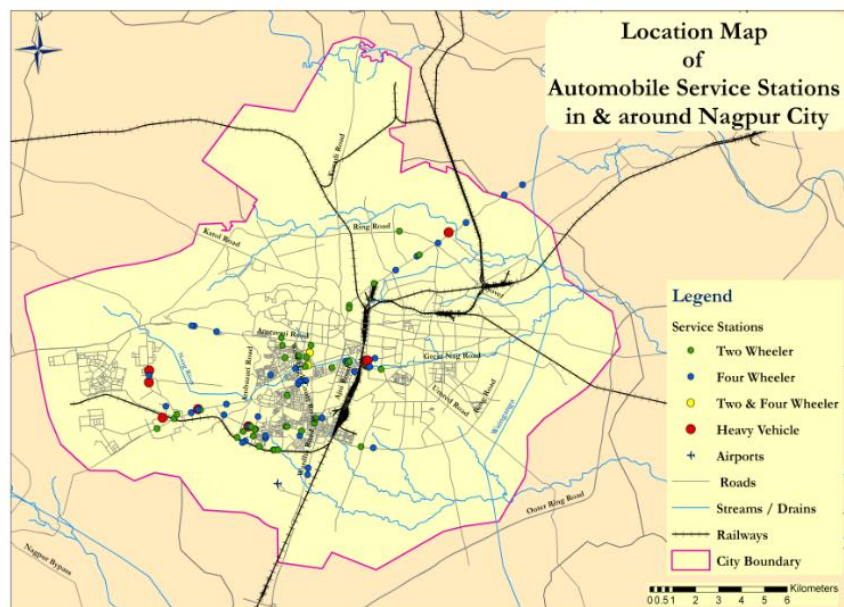 Location Map
of
Automobile Service Stations
in & around Nagpur City
Ring Road
Katol Road
Amravati Road
Great Nag Road
Umred Road
Outer Ring Road
Nagpur Bypass
Legend
Service Stations
Two Wheeler
Four Wheeler
Two & Four Wheeler
Heavy Vehicle
Airports
Roads
Streams / Drains
Railways
City Boundary
Kilometers
0 0.5 1 2 3 4 5 6